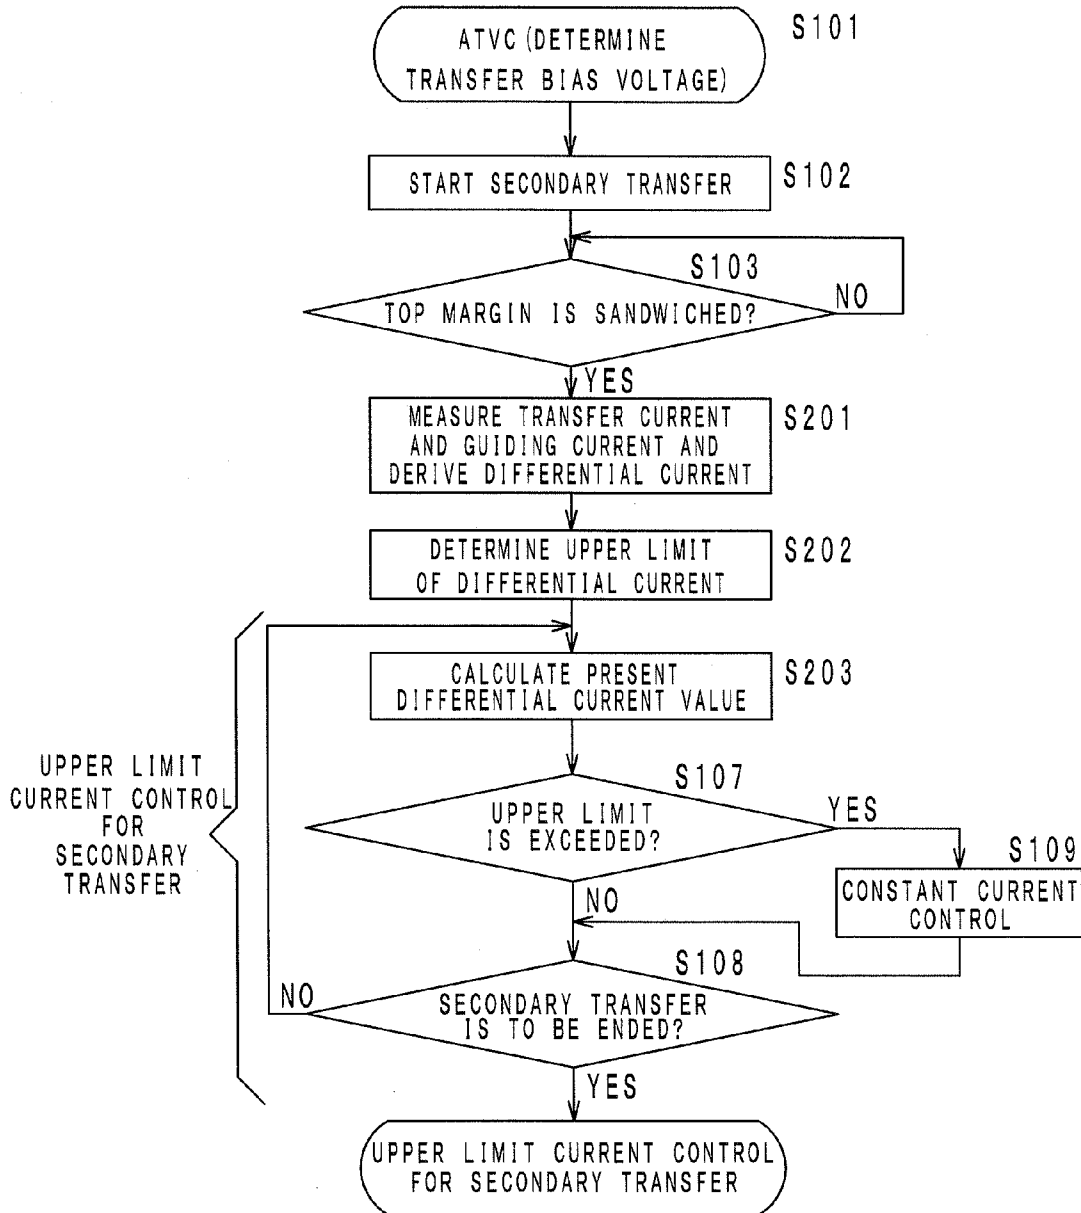 ATVC (DETERMINE
TRANSFER BIAS VOLTAGE)
S101
START SECONDARY TRANSFER
S102
S103
TOP MARGIN IS SANDWICHED?
NO
YES
MEASURE TRANSFER CURRENT
AND GUIDING CURRENT AND
DERIVE DIFFERENTIAL CURRENT
S201
DETERMINE UPPER LIMIT
OF DIFFERENTIAL CURRENT
S202
CALCULATE PRESENT
DIFFERENTIAL CURRENT VALUE
S203
UPPER LIMIT
CURRENT CONTROL
FOR
SECONDARY
TRANSFER
S107
UPPER LIMIT
IS EXCEEDED?
YES
NO
S109
CONSTANT CURRENT
CONTROL
S108
SECONDARY TRANSFER
IS TO BE ENDED?
NO
YES
UPPER LIMIT CURRENT CONTROL
FOR SECONDARY TRANSFER